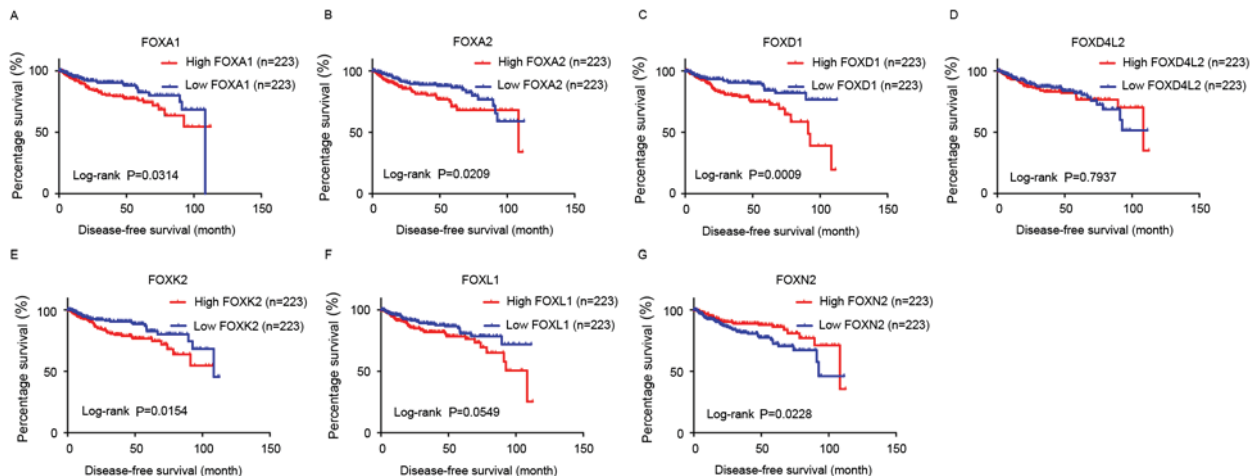 A
FOXA1
High FOXA1 (n=223)
Low FOXA1 (n=223)
Percentage survival (%)
100
50
0
Log-rank P=0.0314
0 50 100 150
Disease-free survival (month)
B
FOXA2
High FOXA2 (n=223)
Low FOXA2 (n=223)
Percentage survival (%)
100
50
0
Log-rank P=0.0209
0 50 100 150
Disease-free survival (month)
C
FOXD1
High FOXD1 (n=223)
Low FOXD1 (n=223)
Percentage survival (%)
100
50
0
Log-rank P=0.0009
0 50 100 150
Disease-free survival (month)
D
FOXD4L2
High FOXD4L2 (n=223)
Low FOXD4L2 (n=223)
Percentage survival (%)
100
50
0
Log-rank P=0.7937
0 50 100 150
Disease-free survival (month)
E
FOXK2
High FOXK2 (n=223)
Low FOXK2 (n=223)
Percentage survival (%)
100
50
0
Log-rank P=0.0154
0 50 100 150
Disease-free survival (month)
F
FOXL1
High FOXL1 (n=223)
Low FOXL1 (n=223)
Percentage survival (%)
100
50
0
Log-rank P=0.0549
0 50 100 150
Disease-free survival (month)
G
FOXN2
High FOXN2 (n=223)
Low FOXN2 (n=223)
Percentage survival (%)
100
50
0
Log-rank P=0.0228
0 50 100 150
Disease-free survival (month)